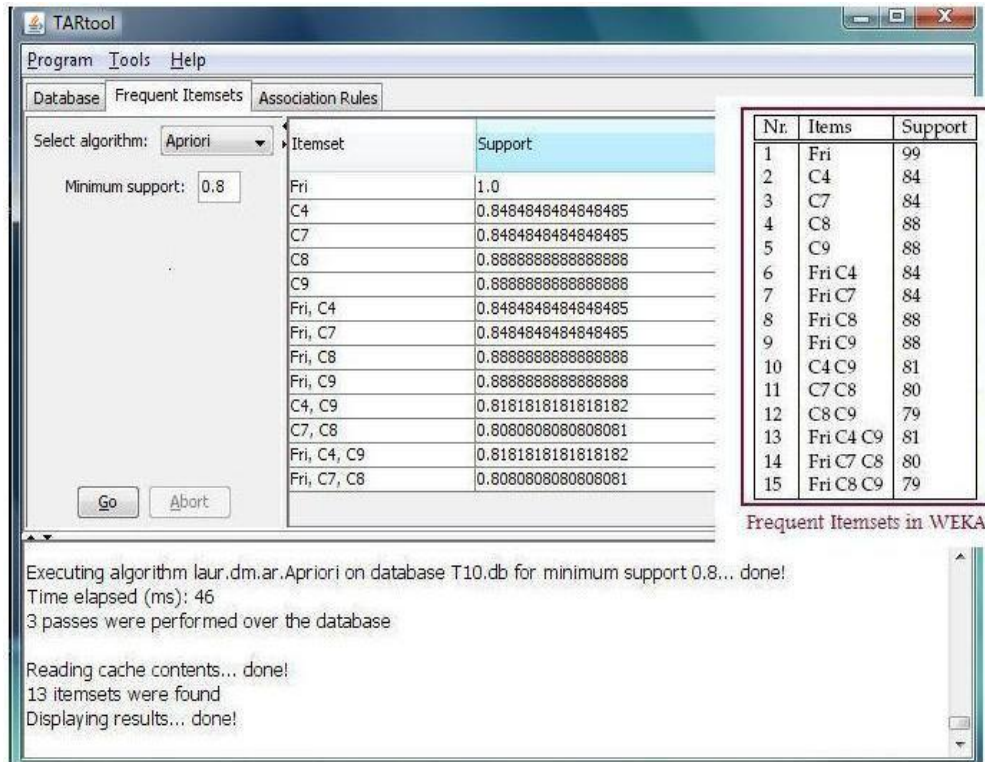 TARtool
Program Tools Help
Database Frequent Itemsets Association Rules
Select algorithm: Apriori
Minimum support: 0.8
Go Abort
Itemset Support
Fri 1.0
C4 0.8484848484848485
C7 0.8484848484848485
C8 0.8888888888888888
C9 0.8888888888888888
Fri, C4 0.8484848484848485
Fri, C7 0.8484848484848485
Fri, C8 0.8888888888888888
Fri, C9 0.8888888888888888
C4, C9 0.8181818181818182
C7, C8 0.8080808080808081
Fri, C4, C9 0.8181818181818182
Fri, C7, C8 0.8080808080808081
Nr. Items Support
1 Fri 99
2 C4 84
3 C7 84
4 C8 88
5 C9 88
6 Fri C4 84
7 Fri C7 84
8 Fri C8 88
9 Fri C9 88
10 C4 C9 81
11 C7 C8 80
12 C8 C9 79
13 Fri C4 C9 81
14 Fri C7 C8 80
15 Fri C8 C9 79
Frequent Itemsets in WEKA
Executing algorithm laur.dm.ar.Apriori on database T10.db for minimum support 0.8... done!
Time elapsed (ms): 46
3 passes were performed over the database
Reading cache contents... done!
13 itemsets were found
Displaying results... done!